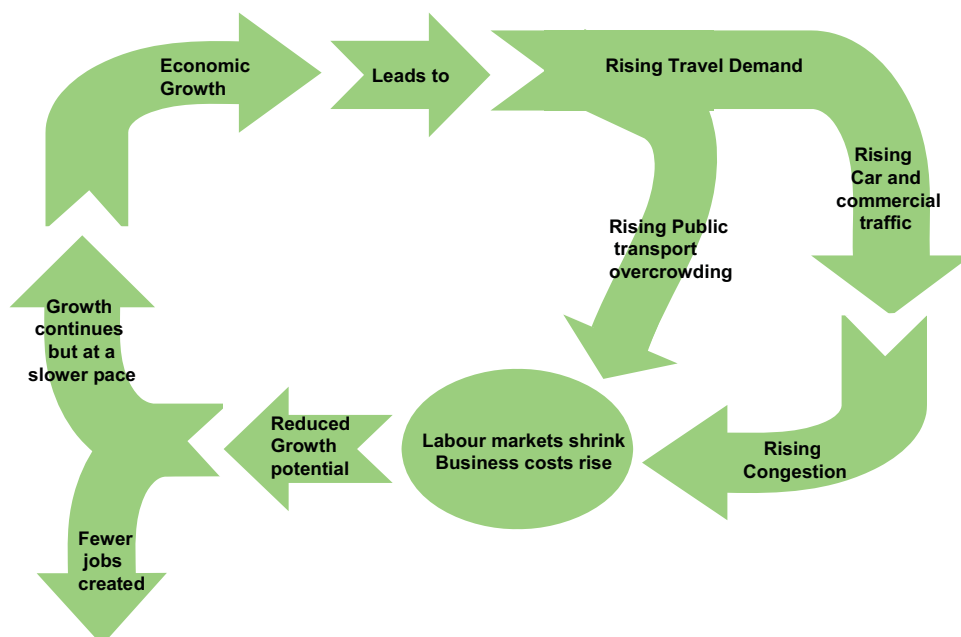 Economic
Growth
Leads to
Rising Travel Demand
Rising
Car and
commercial
traffic
Rising Public
transport
overcrowding
Rising
Congestion
Labour markets shrink
Business costs rise
Reduced
Growth
potential
Growth
continues
but at a
slower pace
Fewer
jobs
created